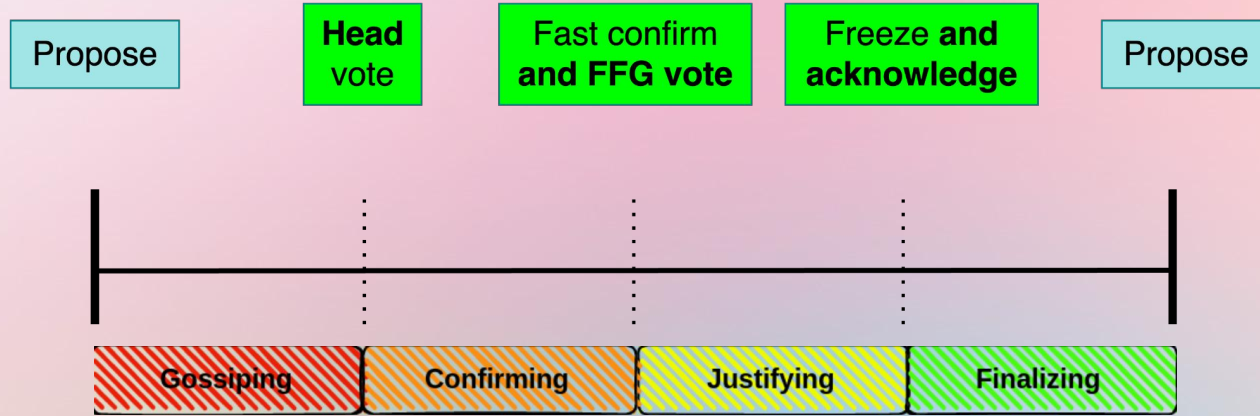 Propose
Head
vote
Fast confirm
and FFG vote
Freeze and
acknowledge
Propose
Gossiping
Confirming
Justifying
Finalizing